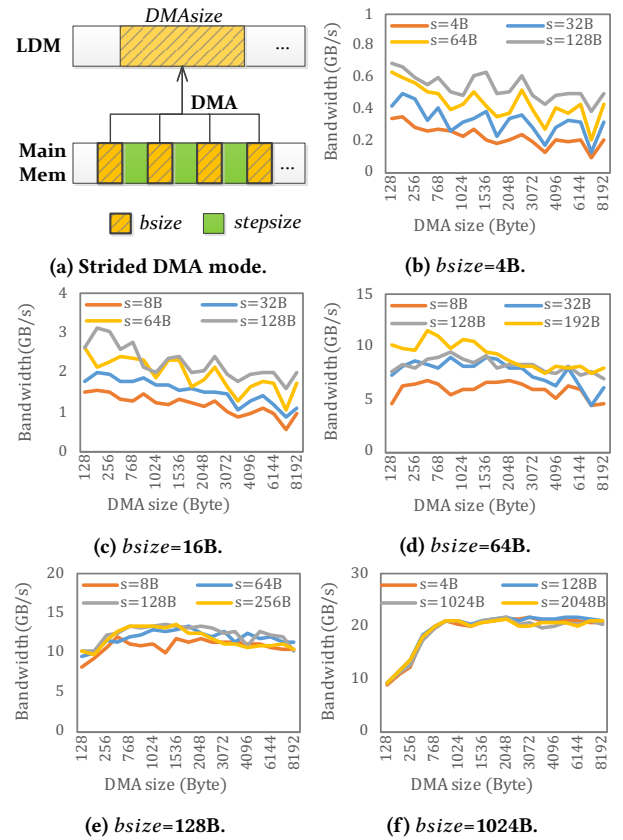 DMAsize
LDM
...
DMA
Main
Mem
...
bsize
stepsize
(a) Strided DMA mode.
Bandwidth (GB/s)
1
0.8
0.6
0.4
0.2
0
s=4B
s=32B
s=64B
s=128B
128
256
768
1024
1536
2048
3072
4096
6144
8192
DMA size (Byte)
(b) bsize=4B.
Bandwidth (GB/s)
4
3
2
1
0
s=8B
s=32B
s=64B
s=128B
128
256
768
1024
1536
2048
3072
4096
6144
8192
DMA size (Byte)
(c) bsize=16B.
Bandwidth (GB/s)
15
10
5
0
s=8B
s=32B
s=128B
s=192B
128
256
768
1024
1536
2048
3072
4096
6144
8192
DMA size (Byte)
(d) bsize=64B.
Bandwidth (GB/s)
20
15
10
5
0
s=8B
s=64B
s=128B
s=256B
128
256
768
1024
1536
2048
3072
4096
6144
8192
DMA size (Byte)
(e) bsize=128B.
Bandwidth (GB/s)
30
20
10
0
s=4B
s=128B
s=1024B
s=2048B
128
256
768
1024
1536
2048
3072
4096
6144
8192
DMA size (Byte)
(f) bsize=1024B.